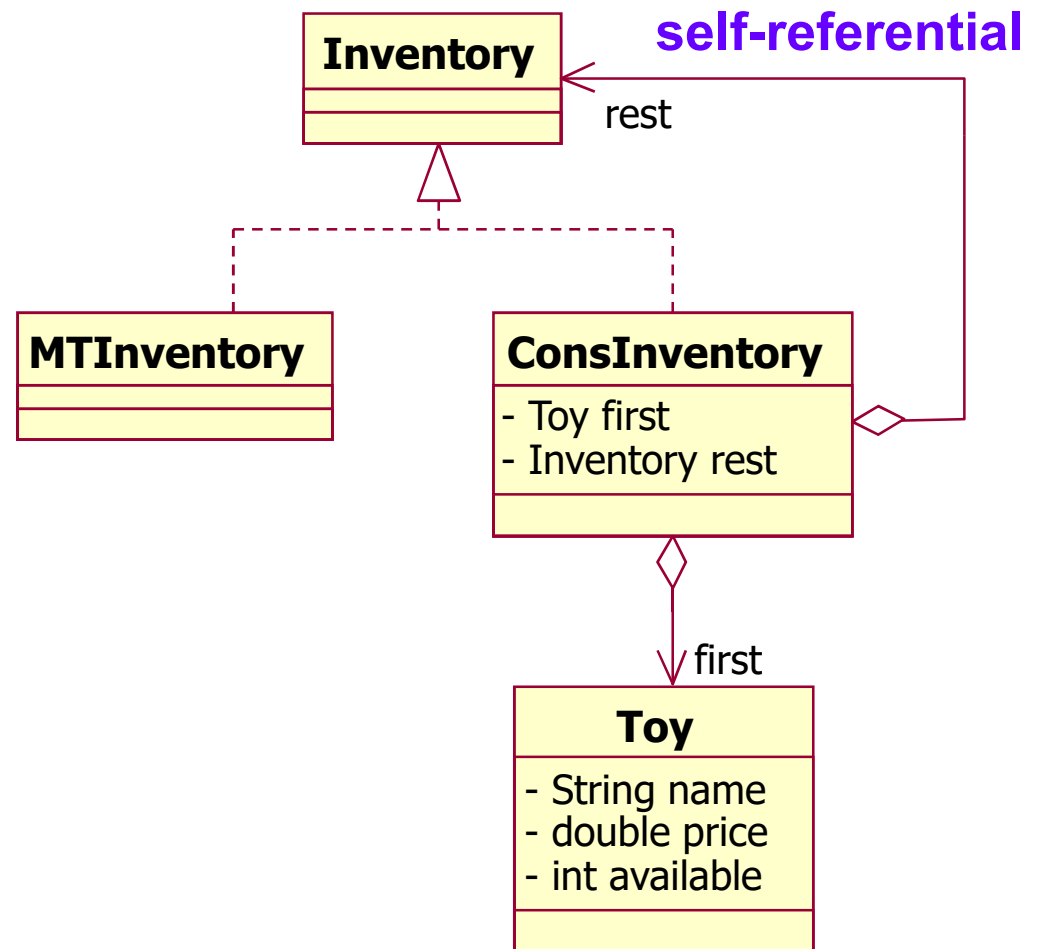 self-referential
Inventory
rest
MTInventory
ConsInventory
- Toy first
- Inventory rest
first
Toy
- String name
- double price
- int available